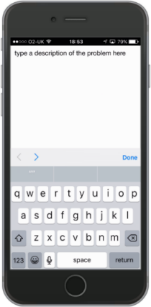 O2-UK 18:53 79%
type a description of the problem here
Done
q w e r t y u i o p
a s d f g h j k l
z x c v b n m
123 space return